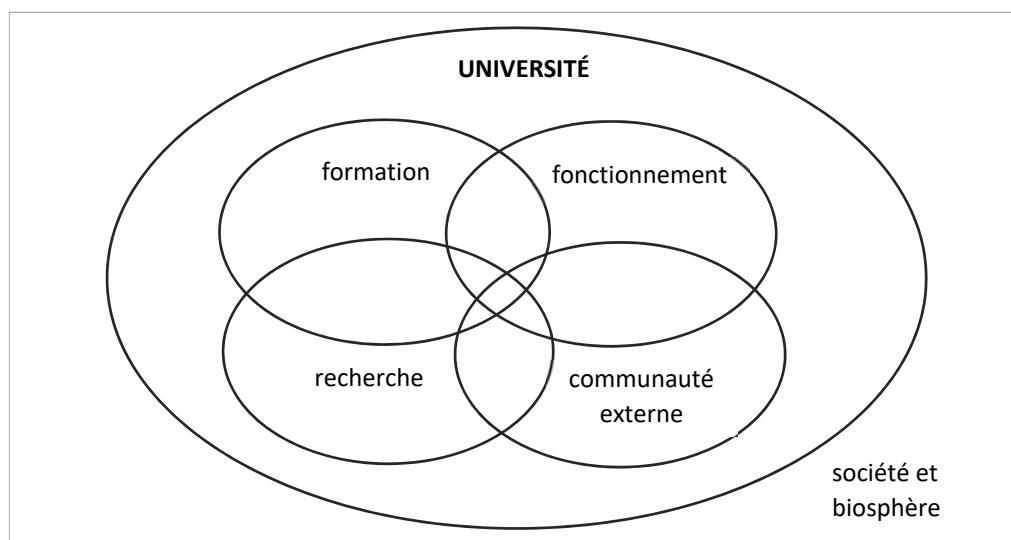 UNIVERSITÉ
formation
fonctionnement
recherche
communauté
externe
société et
biosphère